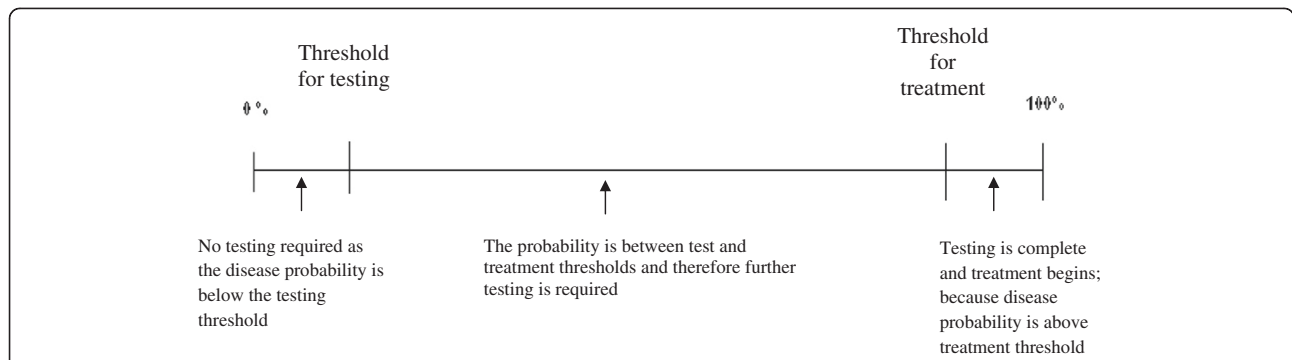 Threshold
for testing
Threshold
for
treatment
0%
100%
No testing required as
the disease probability is
below the testing
threshold
The probability is between test and
treatment thresholds and therefore further
testing is required
Testing is complete
and treatment begins;
because disease
probability is above
treatment threshold